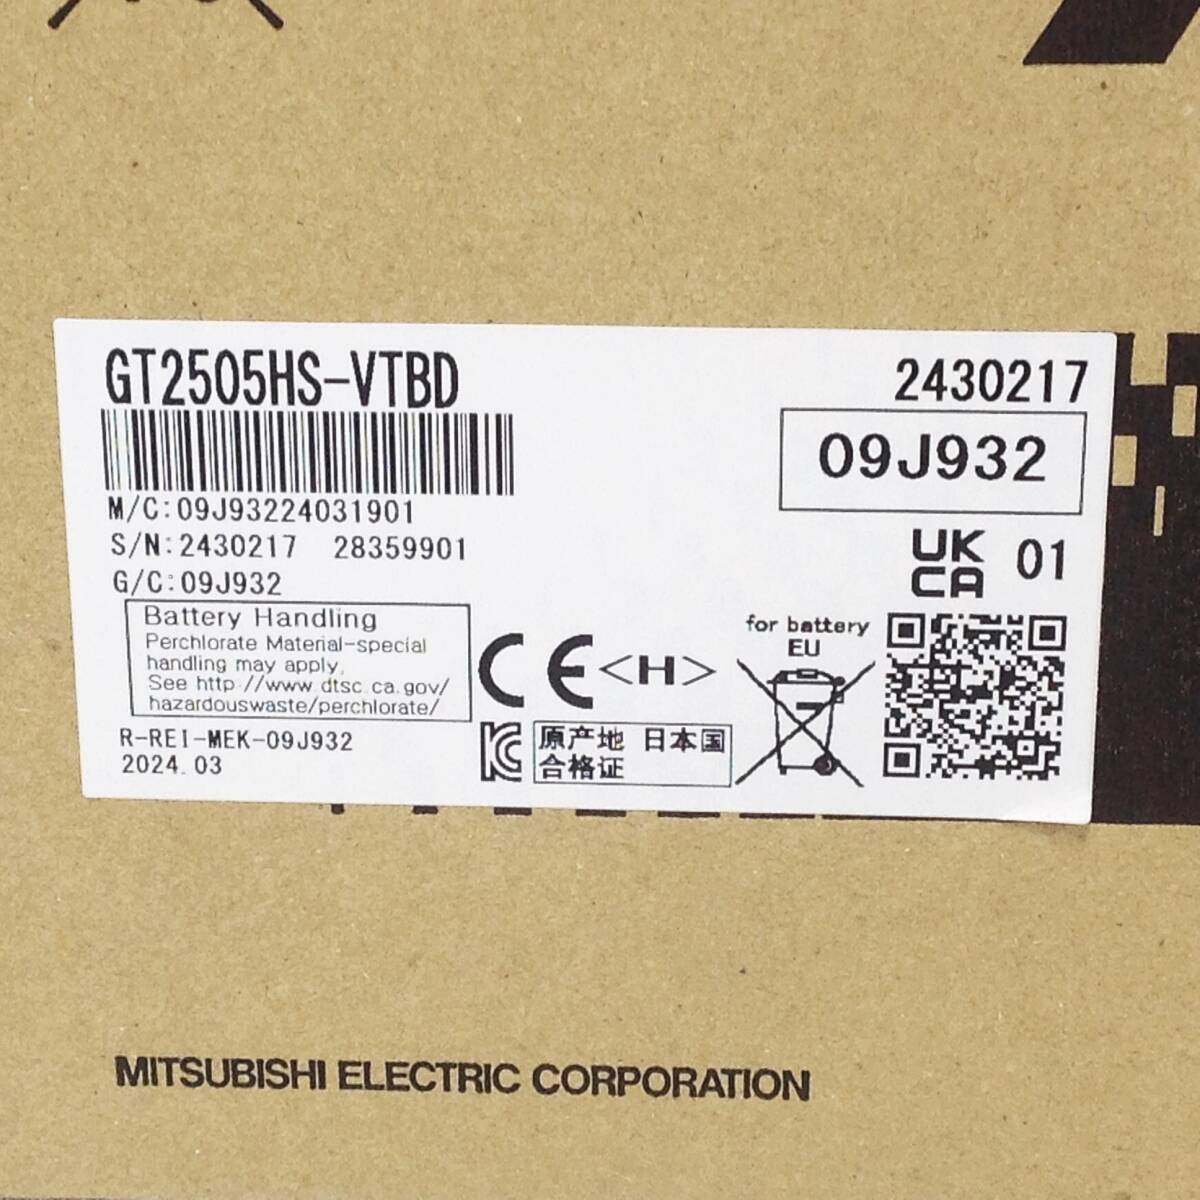 GT2505HS-VTBD
2430217
09J932
M/C:09J93224031901
S/N:2430217 28359901
G/C:09J932
UK
CA 01
Battery Handling
Perchlorate Material-special
handling may apply,
See http://www.dtsc.ca.gov/
hazardouswaste/perchlorate/
CE <H>
for battery
EU
R-REI-MEK-09J932
2024.03
原产地 日本国
合格证
MITSUBISHI ELECTRIC CORPORATION